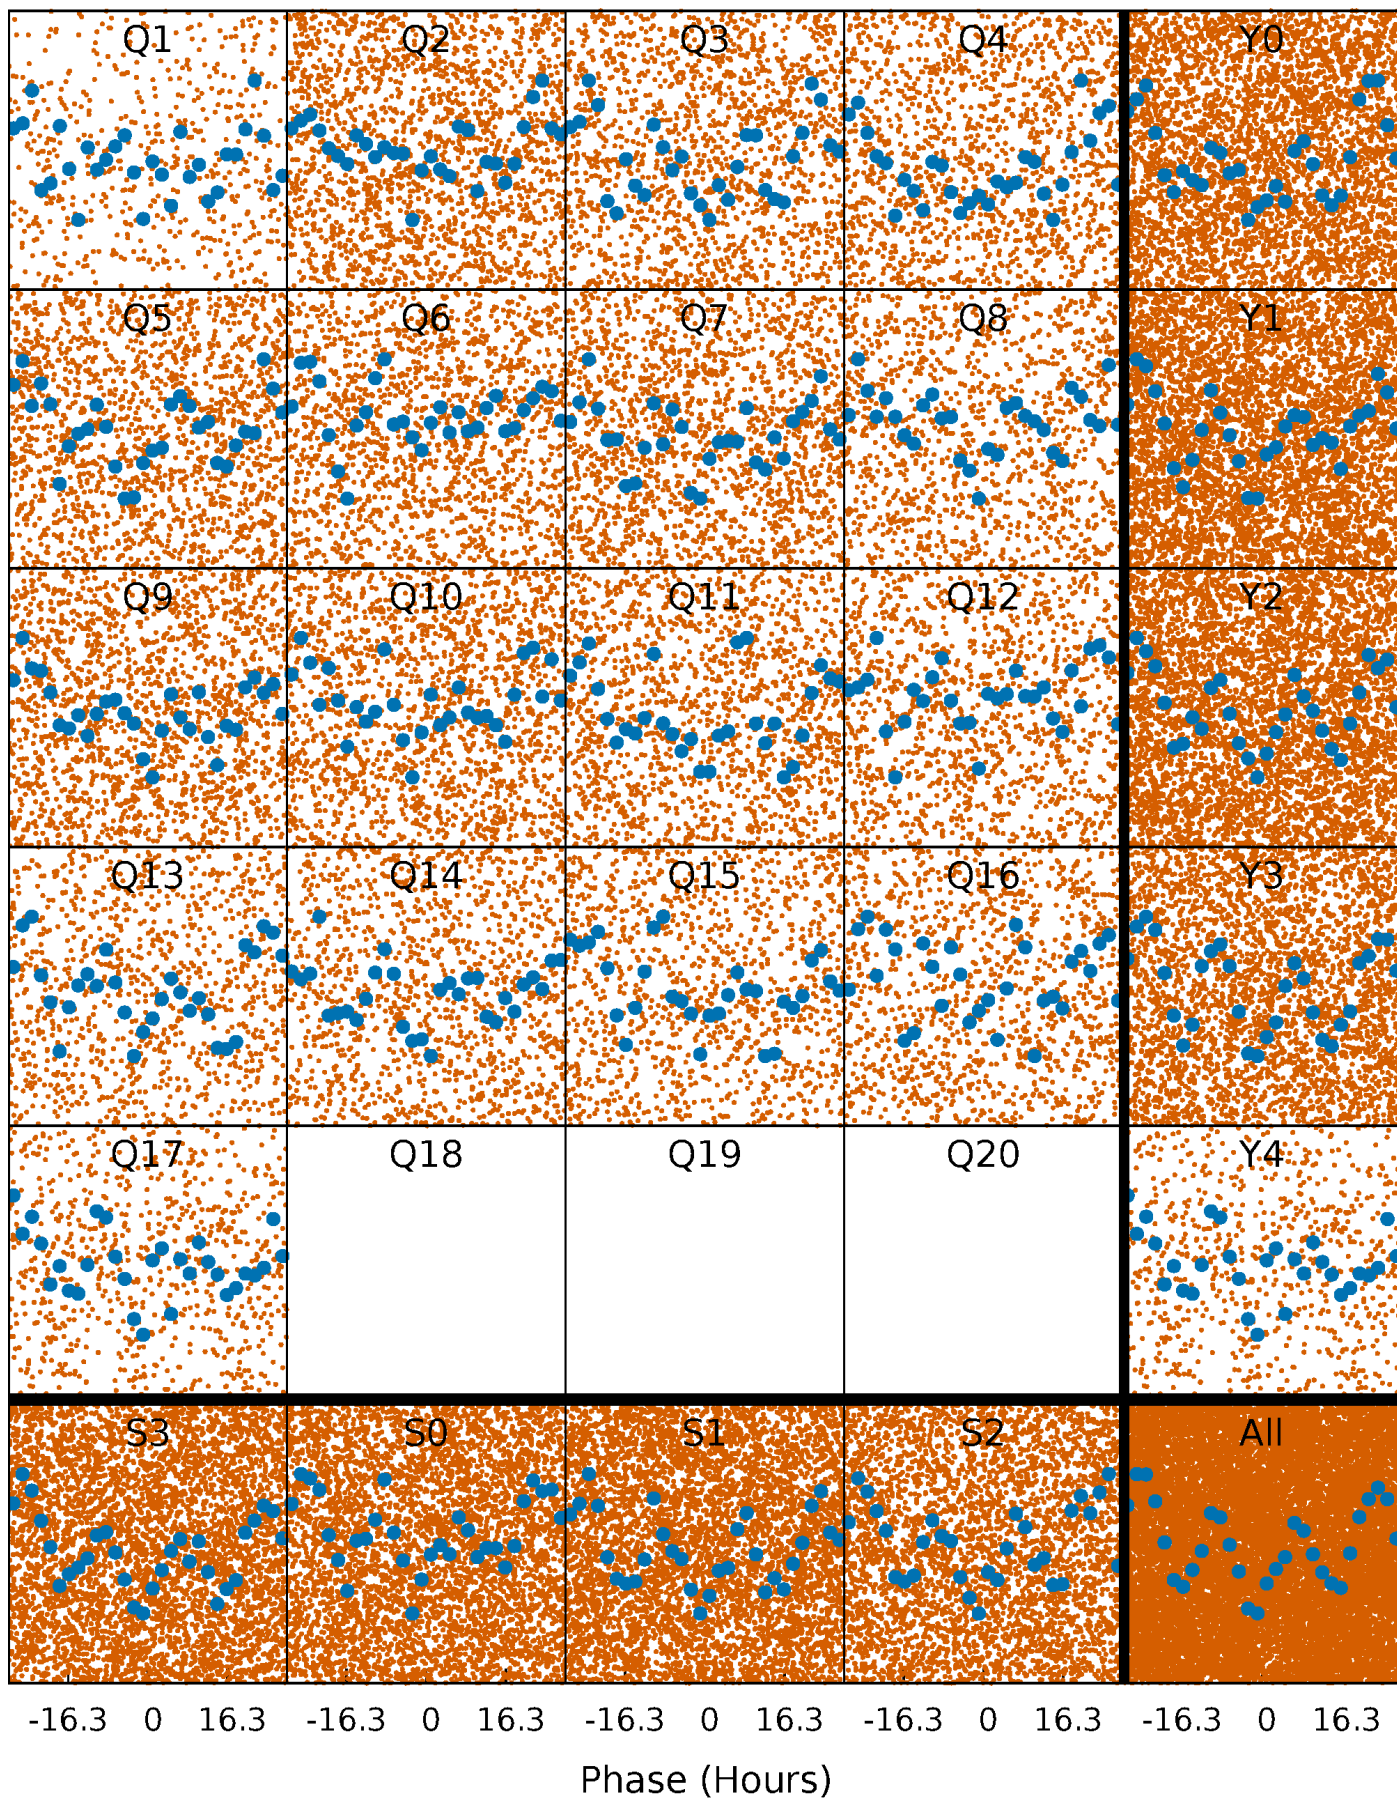 Q1 Q2 Q3 Q4 Y0
Q5 Q6 Q7 Q8 Y1
Q9 Q10 Q11 Q12 Y2
Q13 Q14 Q15 Q16 Y3
Q17 Q18 Q19 Q20 Y4
S3 S0 S1 S2 All
-16.3 0 16.3 -16.3 0 16.3 -16.3 0 16.3 -16.3 0 16.3 -16.3 0 16.3
Phase (Hours)